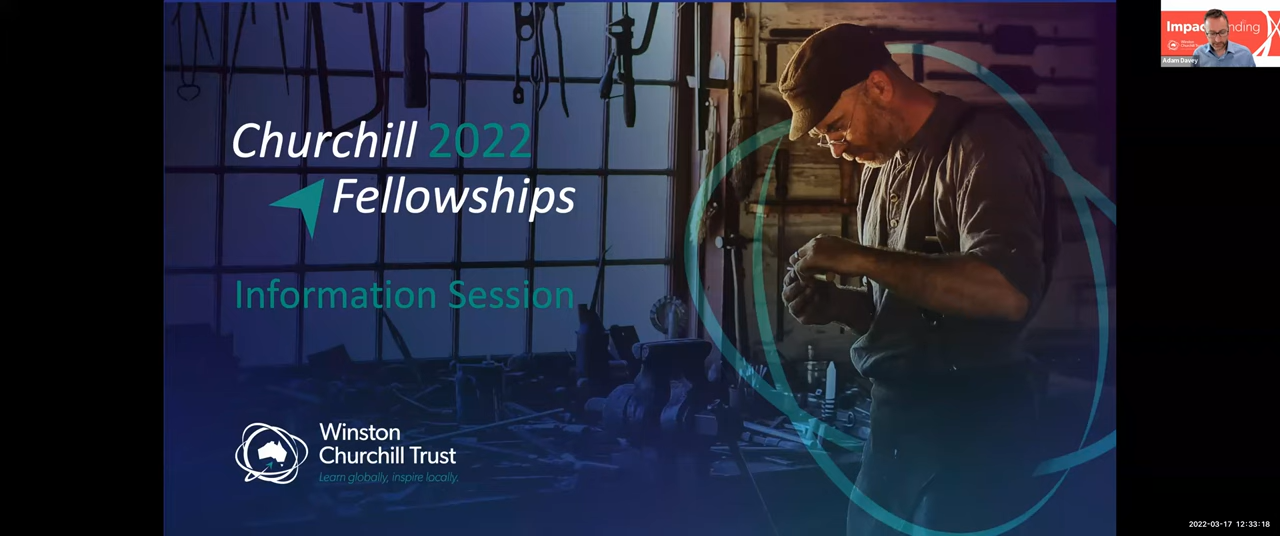 Churchill 2022
Fellowships
Information Session
Winston
Churchill Trust
Learn globally, inspire locally.
Adam Davey
2022-03-17 12:33:18